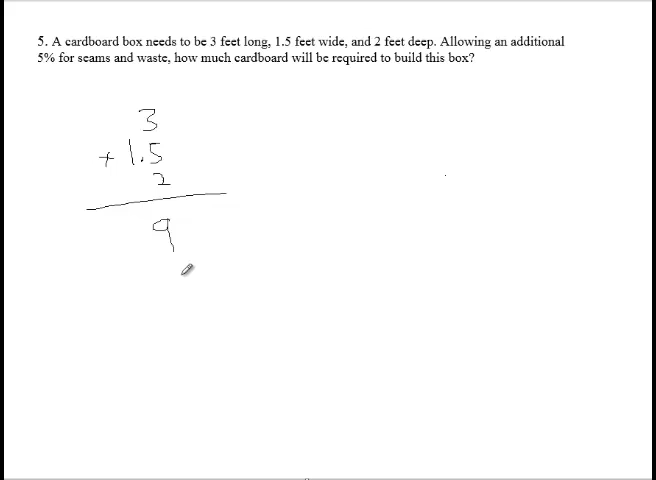 5. A cardboard box needs to be 3 feet long, 1.5 feet wide, and 2 feet deep. Allowing an additional
5% for seams and waste, how much cardboard will be required to build this box?
3
+ 1.5
2
9